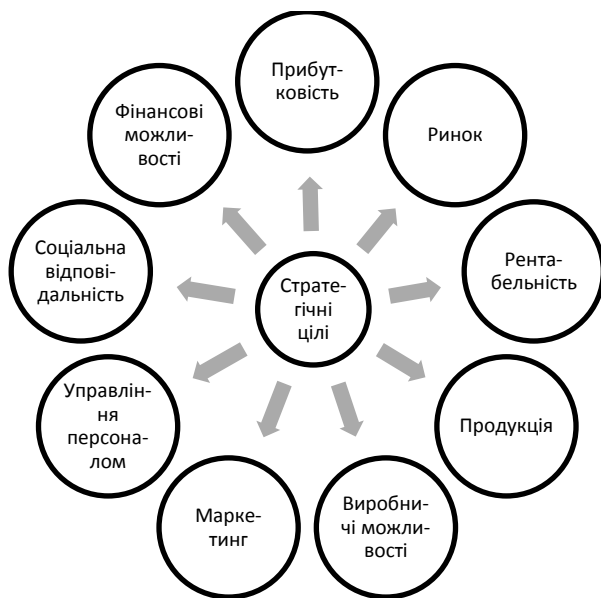 Прибут-
ковість
Ринок
Рента-
бельність
Продукція
Виробни-
чі можли-
вості
Марке-
тинг
Управлін-
ня
персона-
лом
Соціальна
відпові-
дальність
Фінансові
можли-
вості
Страте-
гічні
цілі